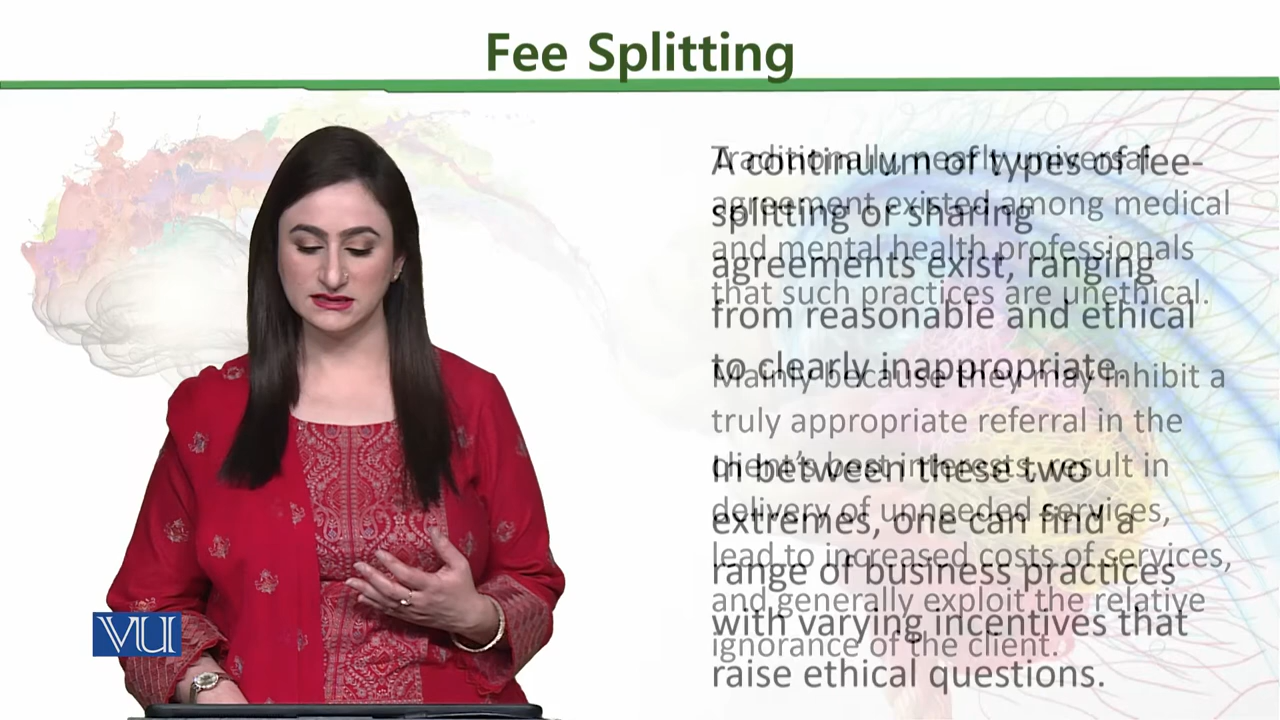 Fee Splitting
Traditionally, nearly universal
agreement existed among medical
and mental health professionals
that such practices are unethical.
Mainly because they may inhibit a
truly appropriate referral in the
client's best interests, result in
delivery of unneeded services,
lead to increased costs of services,
and generally exploit the relative
ignorance of the client.
A continuum of types of fee-
splitting or sharing
agreements exist, ranging
from reasonable and ethical
to clearly inappropriate.
In between these two
extremes, one can find a
range of business practices
with varying incentives that
raise ethical questions.
VU